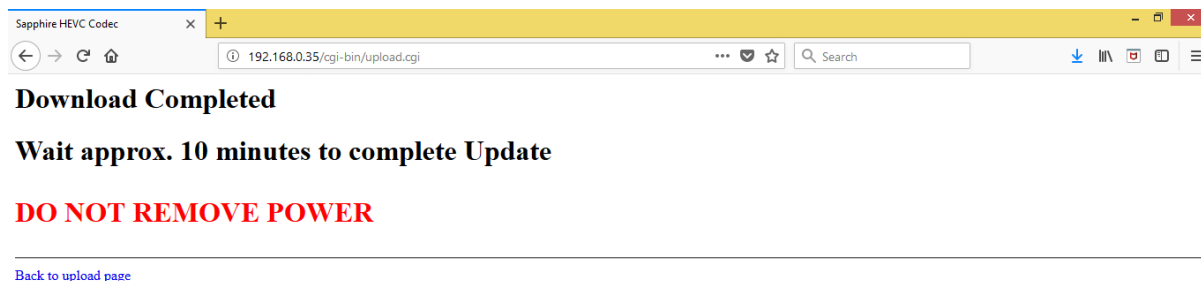 Sapphire HEVC Codec
192.168.0.35/cgi-bin/upload.cgi
Search
Download Completed
Wait approx. 10 minutes to complete Update
DO NOT REMOVE POWER
Back to upload page